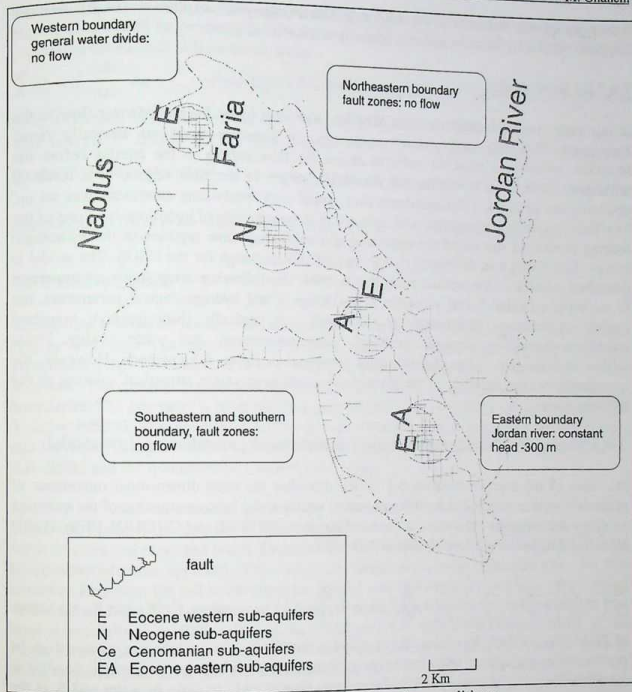 Western boundary
general water divide:
no flow
Northeastern boundary
fault zones: no flow
Nablus
E
Faria
N
A E
E A
Jordan River
Southeastern and southern
boundary, fault zones:
no flow
Eastern boundary
Jordan river: constant
head -300 m
fault
E Eocene western sub-aquifers
N Neogene sub-aquifers
Ce Cenomanian sub-aquifers
EA Eocene eastern sub-aquifers
2 Km